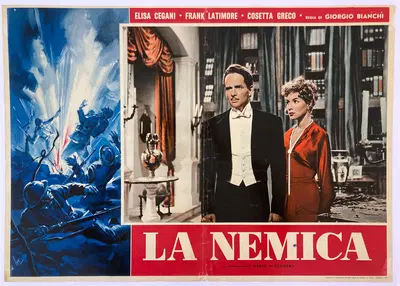 ELISA CEGANI · FRANK LATIMORE · COSETTA GRECO · REGIA DI GIORGIO BIANCHI
LA NEMICA